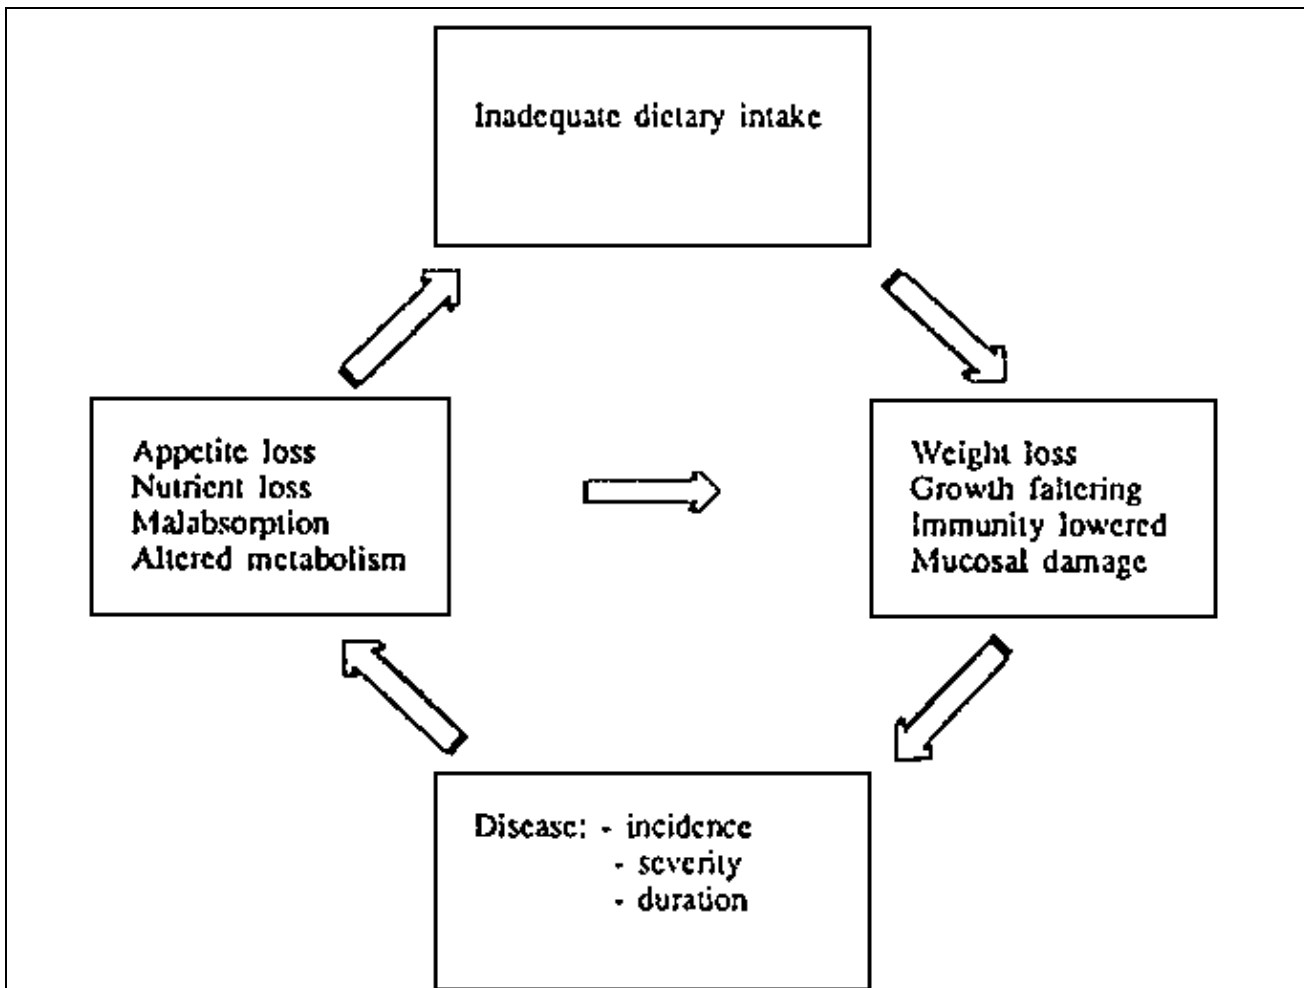 Inadequate dietary intake
Appetite loss
Nutrient loss
Malabsorption
Altered metabolism
Weight loss
Growth faltering
Immunity lowered
Mucosal damage
Disease: - incidence
- severity
- duration